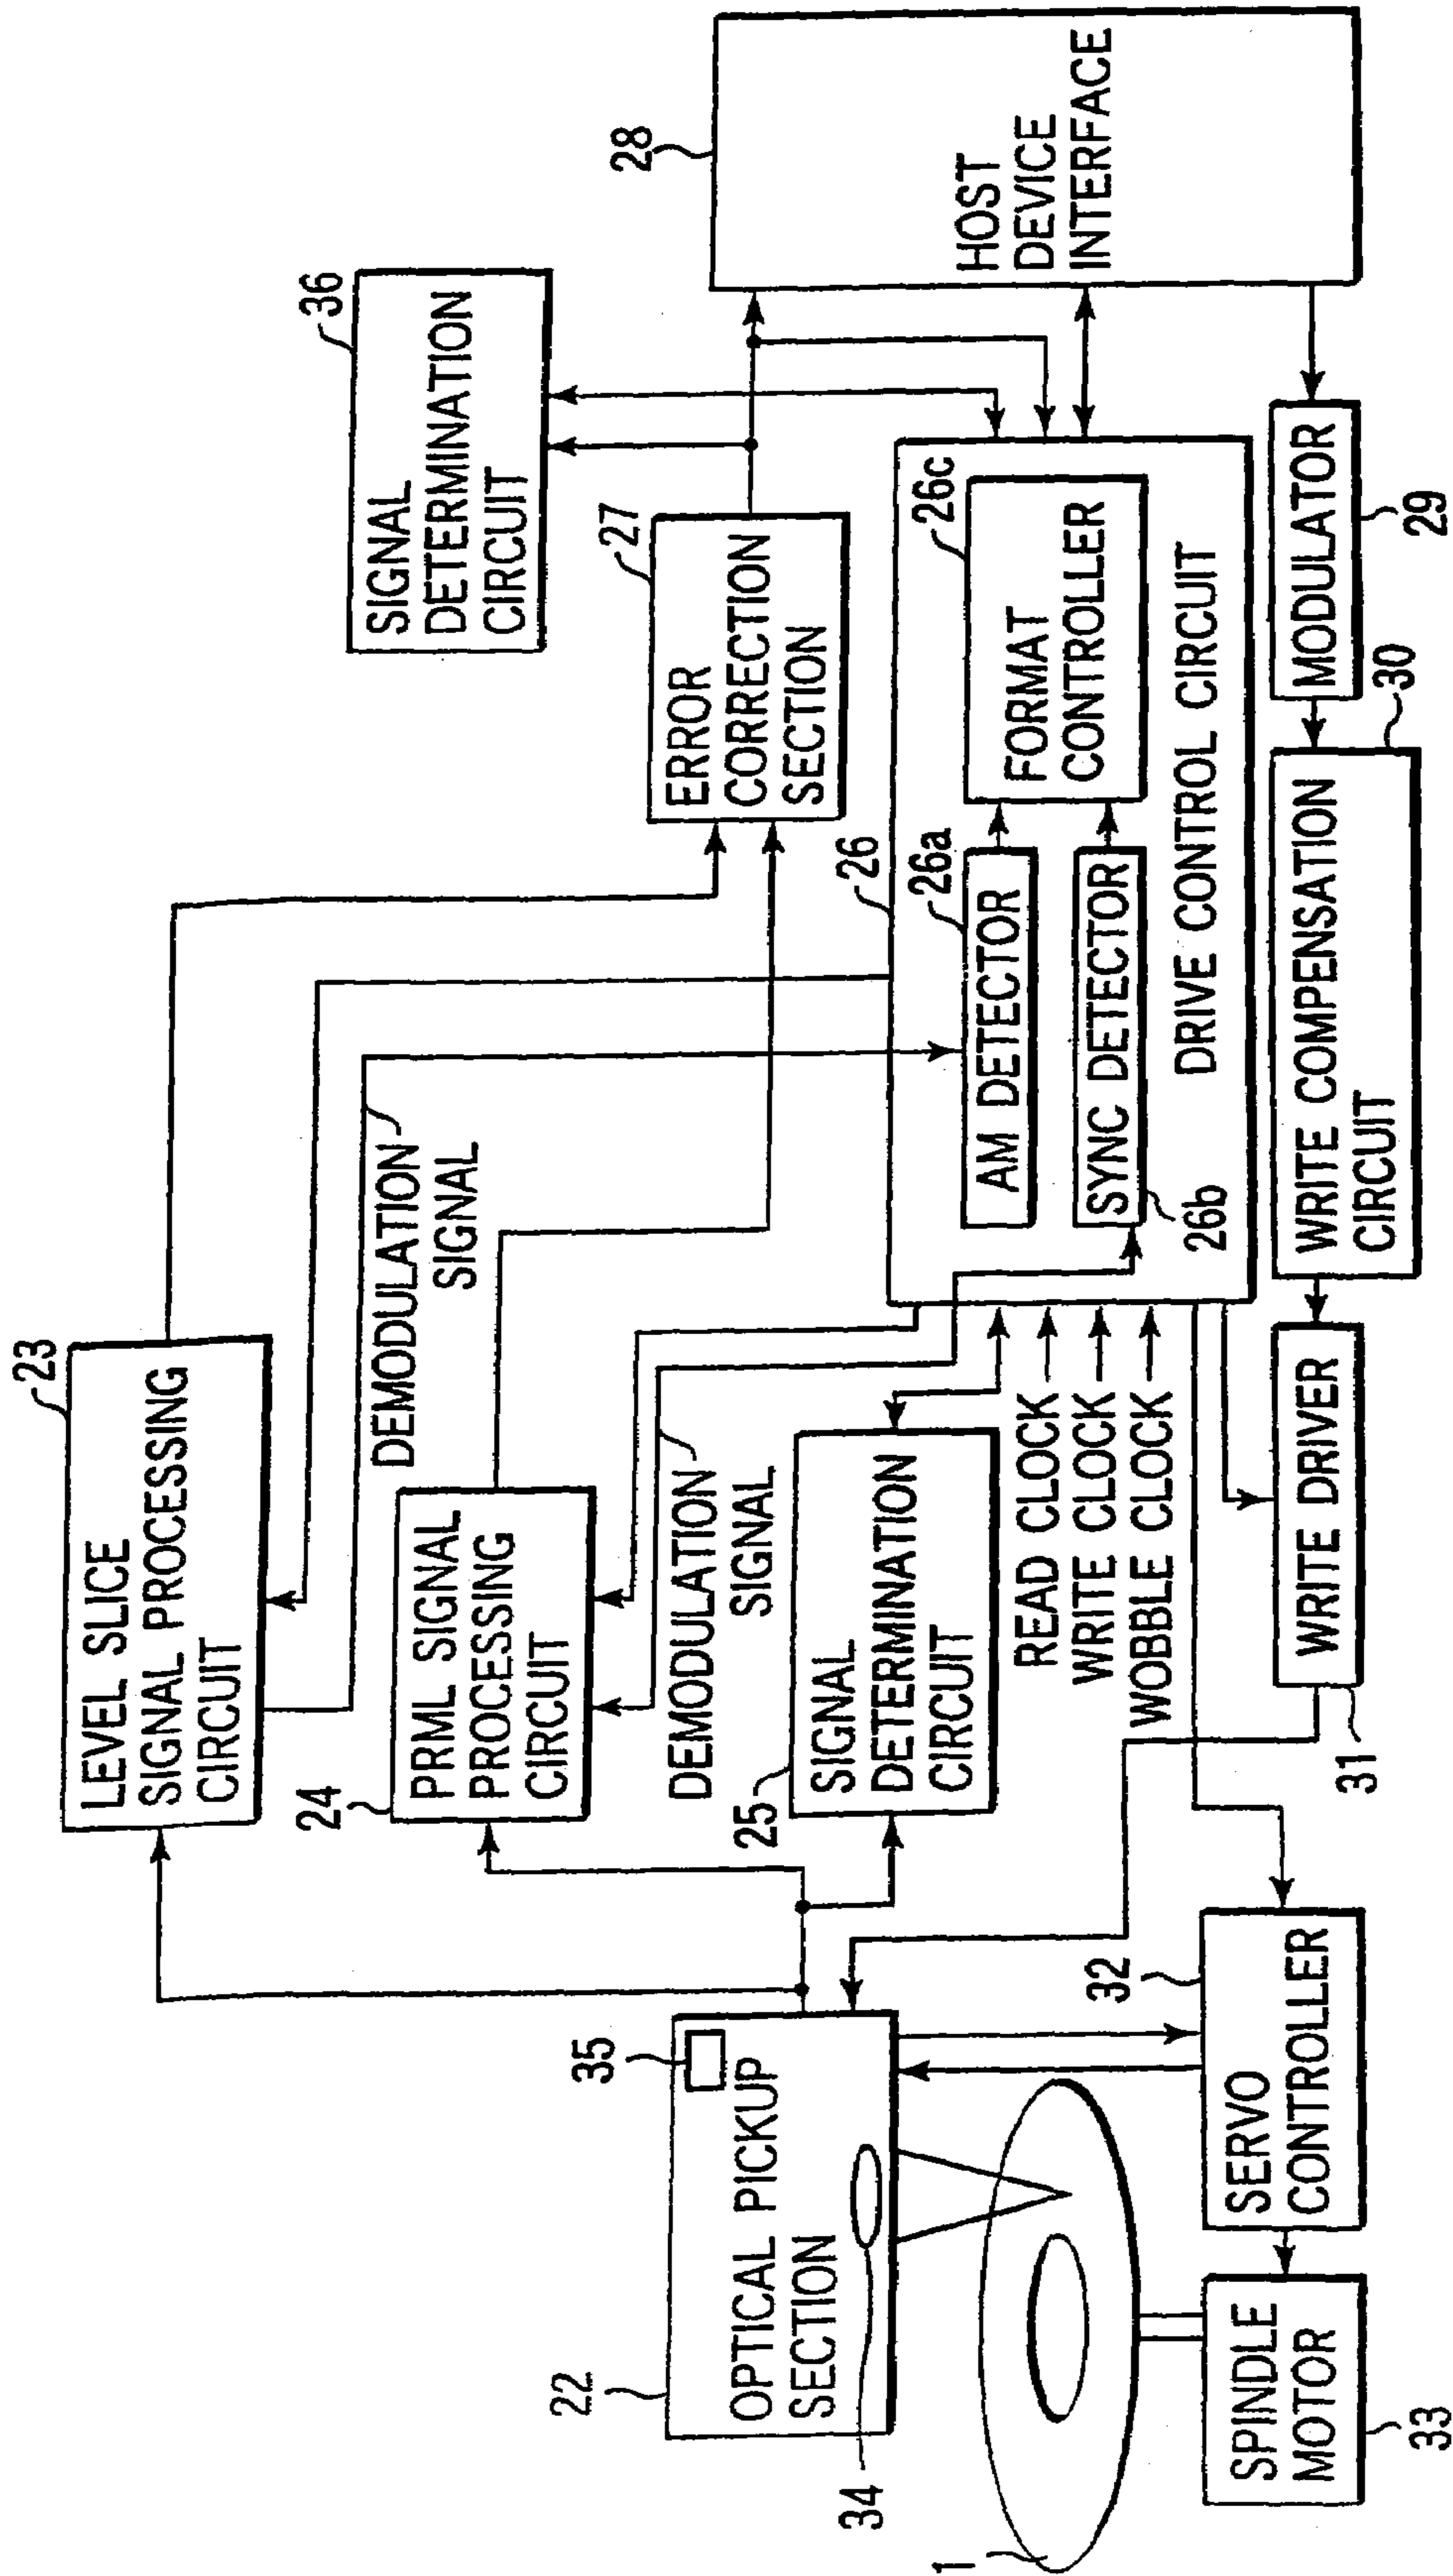 23
LEVEL SLICE
SIGNAL PROCESSING
CIRCUIT
DEMODULATION
SIGNAL
36
SIGNAL
DETERMINATION
CIRCUIT
24
PRML SIGNAL
PROCESSING
CIRCUIT
DEMODULATION
SIGNAL
27
ERROR
CORRECTION
SECTION
28
HOST
DEVICE
INTERFACE
22
35
OPTICAL PICKUP
SECTION
34
25
SIGNAL
DETERMINATION
CIRCUIT
READ CLOCK
WRITE CLOCK
WOBBLE CLOCK
26
26a
AM DETECTOR
SYNC DETECTOR
26b
26c
FORMAT
CONTROLLER
DRIVE CONTROL CIRCUIT
1
SPINDLE
MOTOR
33
32
SERVO
CONTROLLER
WRITE DRIVER
31
WRITE COMPENSATION
CIRCUIT
30
MODULATOR
29